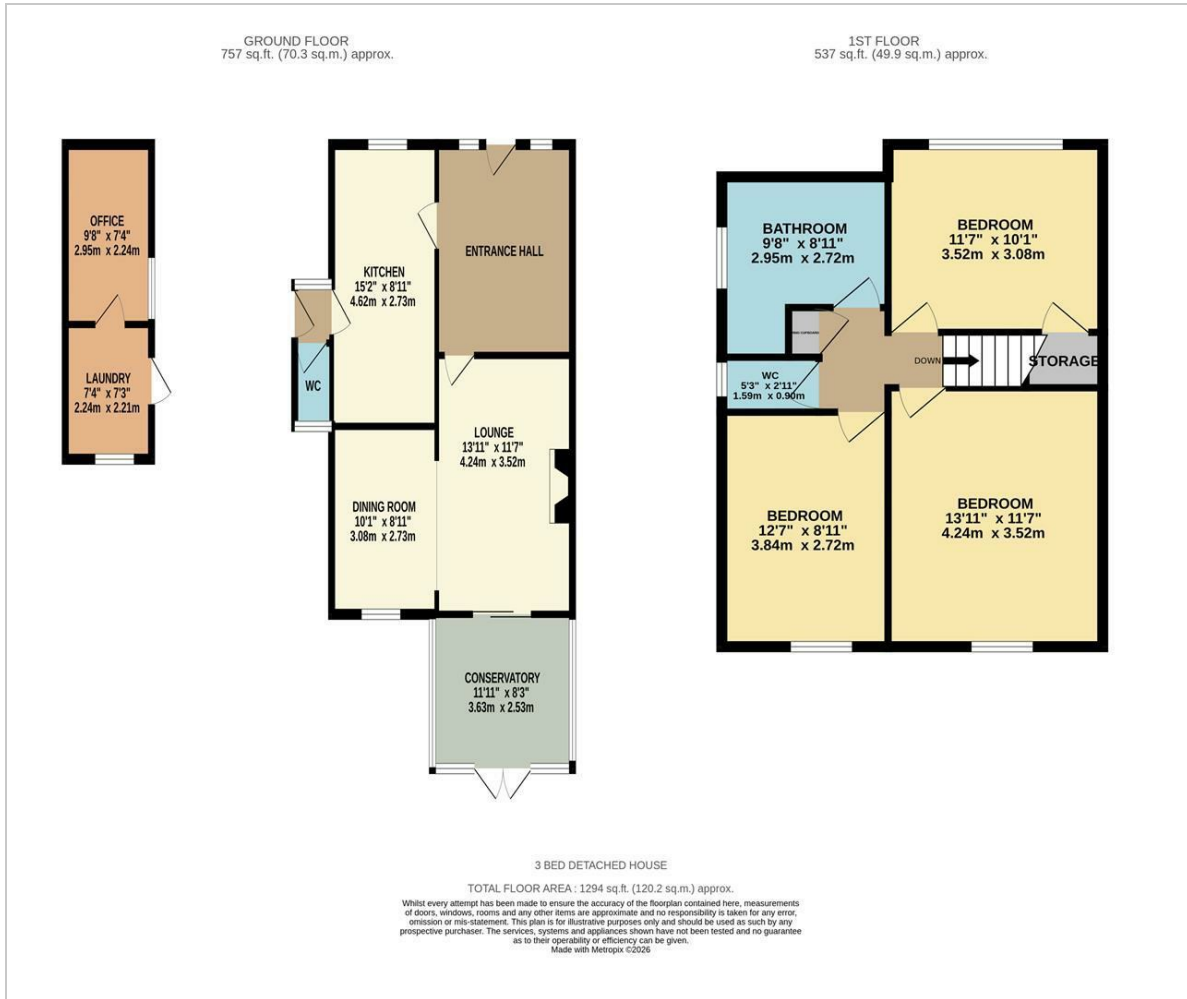 GROUND FLOOR
757 sq.ft. (70.3 sq.m.) approx.
OFFICE
9'8" x 7'4"
2.95m x 2.24m
LAUNDRY
7'4" x 7'3"
2.24m x 2.21m
KITCHEN
15'2" x 8'11"
4.62m x 2.73m
ENTRANCE HALL
WC
LOUNGE
13'11" x 11'7"
4.24m x 3.52m
DINING ROOM
10'1" x 8'11"
3.08m x 2.73m
CONSERVATORY
11'11" x 8'3"
3.63m x 2.53m
1ST FLOOR
537 sq.ft. (49.9 sq.m.) approx.
BATHROOM
9'8" x 8'11"
2.95m x 2.72m
BEDROOM
11'7" x 10'1"
3.52m x 3.08m
CUPBOARD
DOWN
STORAGE
WC
5'3" x 2'11"
1.59m x 0.90m
BEDROOM
12'7" x 8'11"
3.84m x 2.72m
BEDROOM
13'11" x 11'7"
4.24m x 3.52m
3 BED DETACHED HOUSE
TOTAL FLOOR AREA : 1294 sq.ft. (120.2 sq.m.) approx.
Whilst every attempt has been made to ensure the accuracy of the floorplan contained here, measurements
of doors, windows, rooms and any other items are approximate and no responsibility is taken for any error,
omission or mis-statement. This plan is for illustrative purposes only and should be used as such by any
prospective purchaser. The services, systems and appliances shown have not been tested and no guarantee
as to their operability or efficiency can be given.
Made with Metropix ©2026